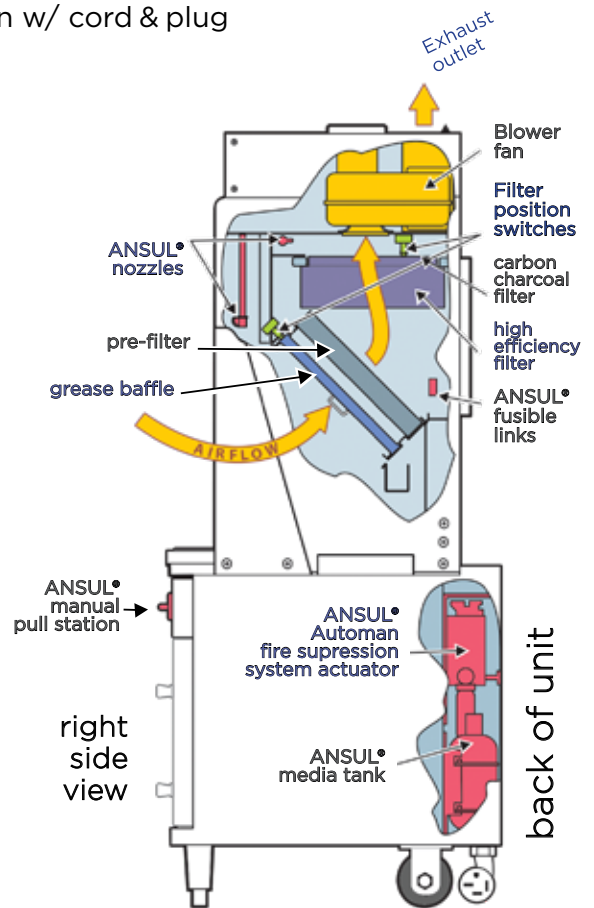 n w/ cord & plug
Exhaust
outlet
Blower
fan
Filter
position
switches
ANSUL®
nozzles
carbon
charcoal
filter
pre-filter
high
efficiency
filter
grease baffle
ANSUL®
fusible
links
AIRFLOW
ANSUL®
manual
pull station
ANSUL®
Automan
fire supression
system actuator
right
side
view
ANSUL®
media tank
back of unit